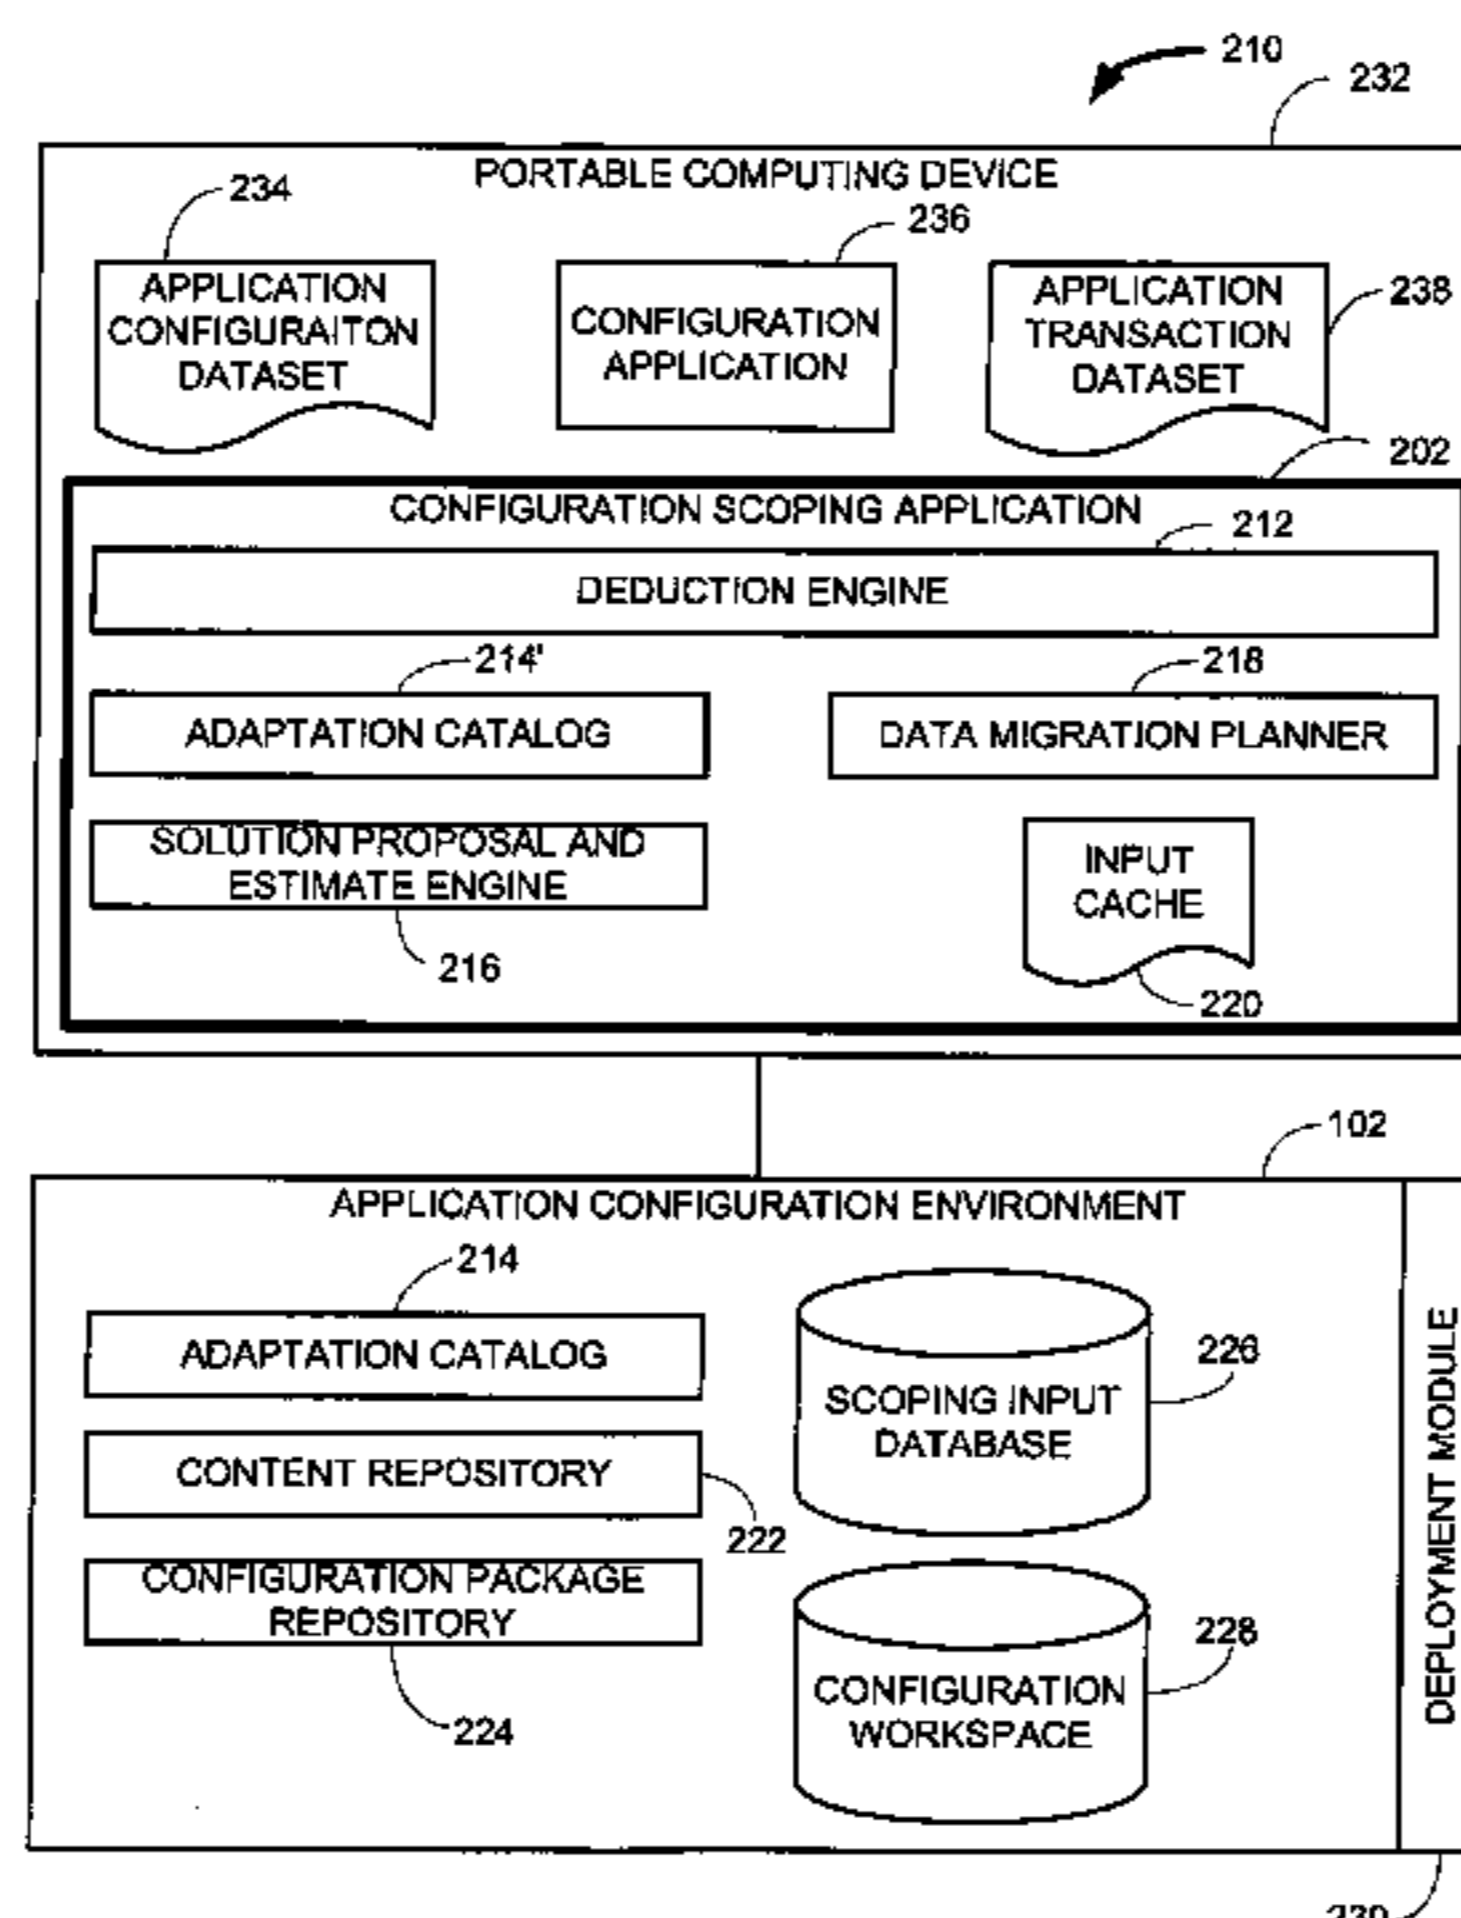 210
232
PORTABLE COMPUTING DEVICE
234
236
APPLICATION
CONFIGURAITON
DATASET
CONFIGURATION
APPLICATION
APPLICATION
TRANSACTION
DATASET
238
202
CONFIGURATION SCOPING APPLICATION
212
DEDUCTION ENGINE
214'
218
ADAPTATION CATALOG
DATA MIGRATION PLANNER
SOLUTION PROPOSAL AND
ESTIMATE ENGINE
216
INPUT
CACHE
220
102
APPLICATION CONFIGURATION ENVIRONMENT
214
ADAPTATION CATALOG
CONTENT REPOSITORY
222
CONFIGURATION PACKAGE
REPOSITORY
224
SCOPING INPUT
DATABASE
226
CONFIGURATION
WORKSPACE
228
DEPLOYMENT MODULE